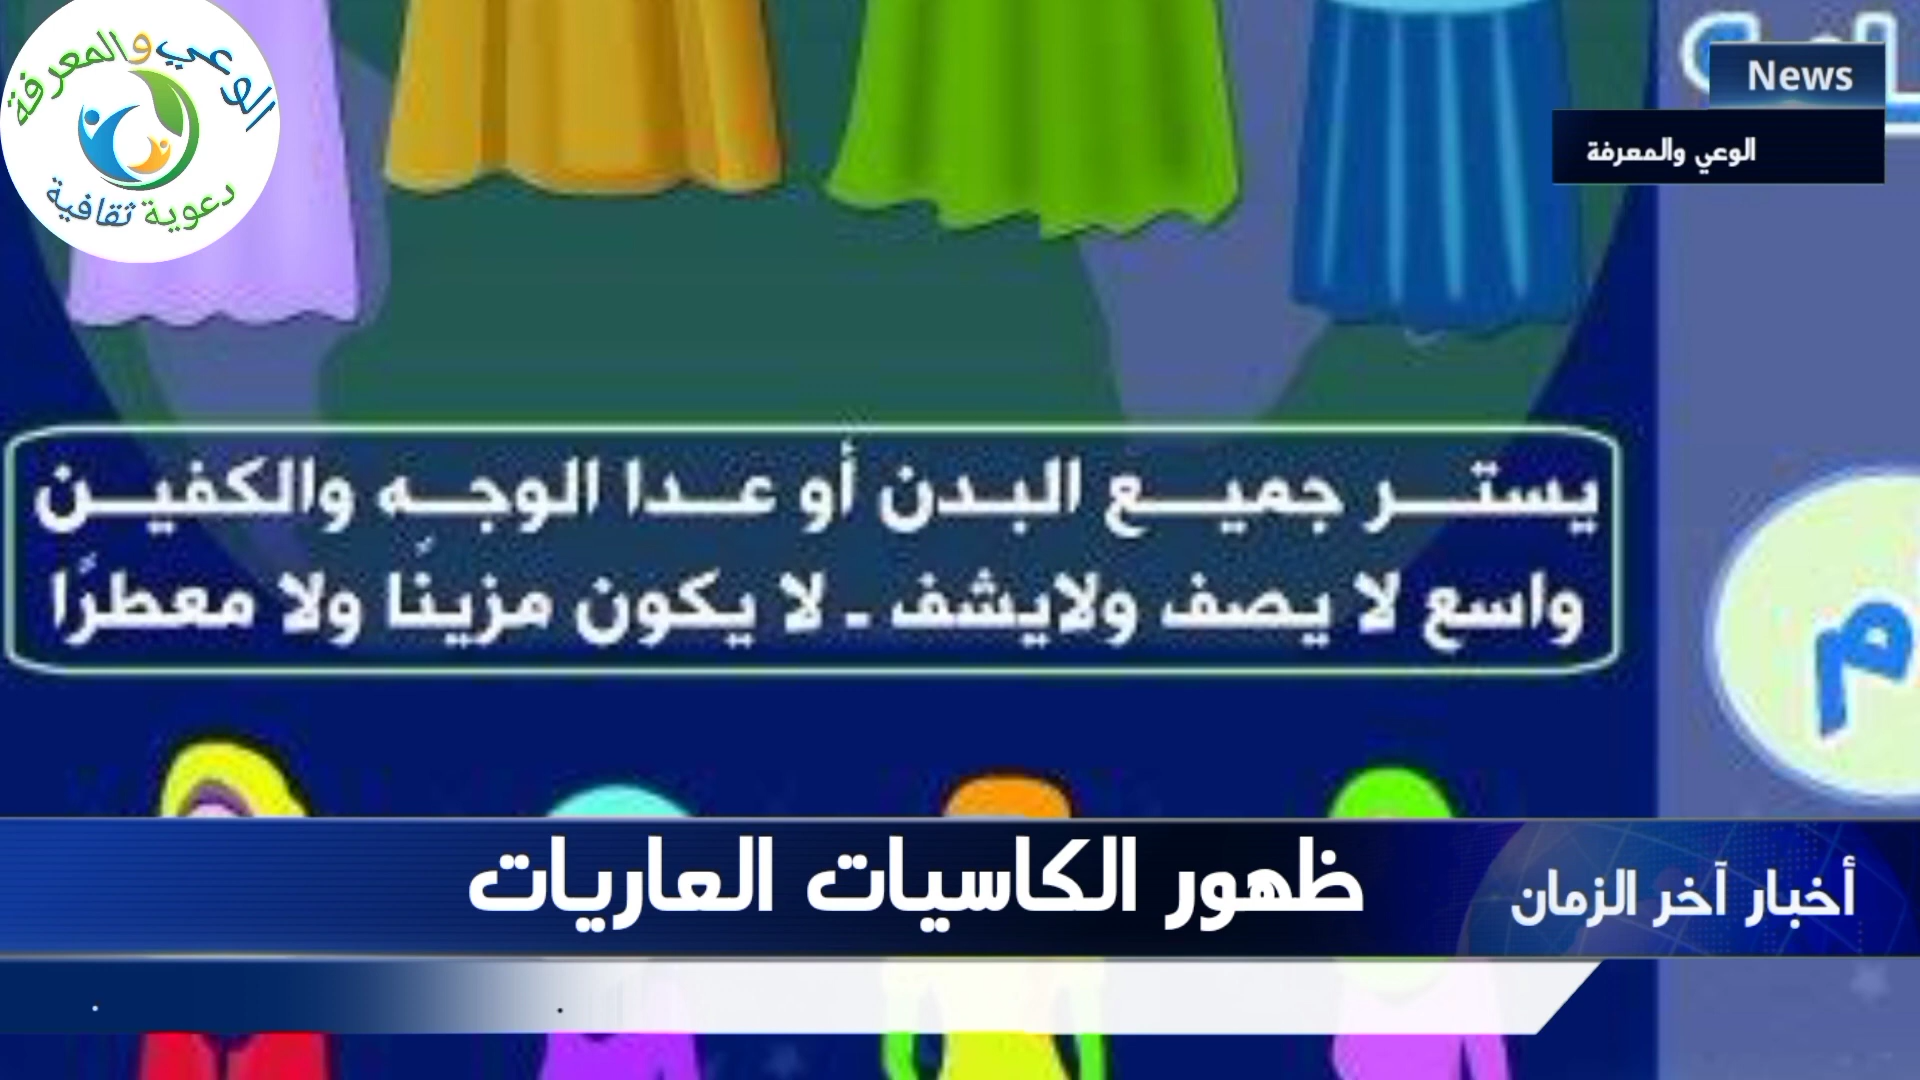 الوعي والمعرفة
دعوية ثقافية
News
الوعي والمعرفة
يستر جميع البدن أو عدا الوجه والكفين
واسع لا يصف ولايشف - لا يكون مزينًا ولا معطرًا
م
أخبار آخر الزمان
ظهور الكاسيات العاريات